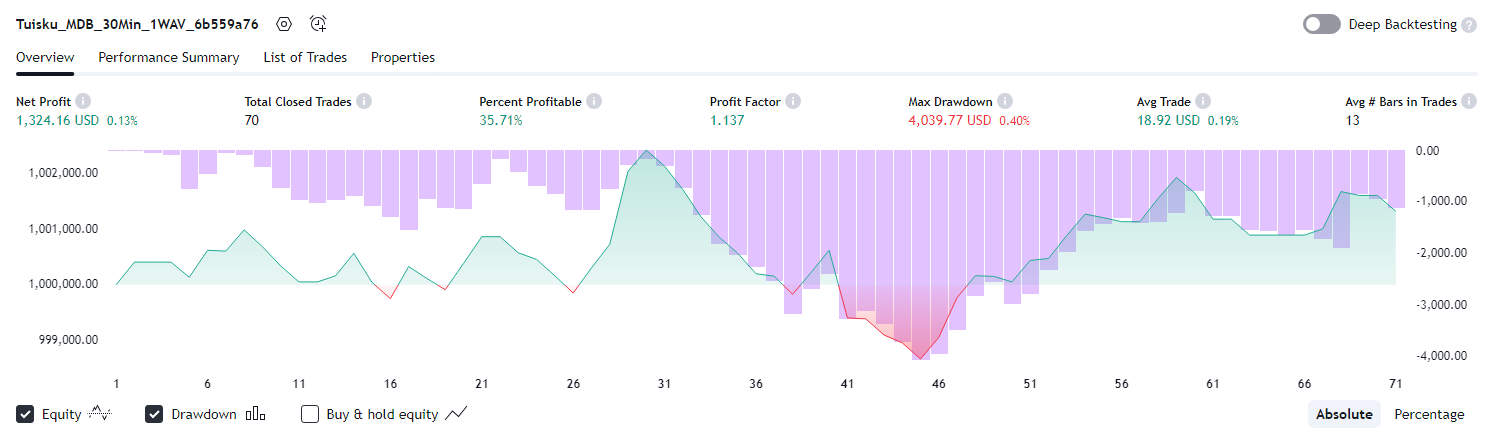 Tuisku_MDB_30Min_1WAV_6b559a76 Deep Backtesting ?
Overview Performance Summary List of Trades Properties
Net Profit i Total Closed Trades i Percent Profitable i Profit Factor i Max Drawdown i Avg Trade i Avg # Bars in Trades i
1,324.16 USD 0.13% 70 35.71% 1.137 4,039.77 USD 0.40% 18.92 USD 0.19% 13
0.00
1,002,000.00
-1,000.00
1,001,000.00
-2,000.00
1,000,000.00
-3,000.00
999,000.00
-4,000.00
1 6 11 16 21 26 31 36 41 46 51 56 61 66 71
Equity Drawdown Buy & hold equity Absolute Percentage